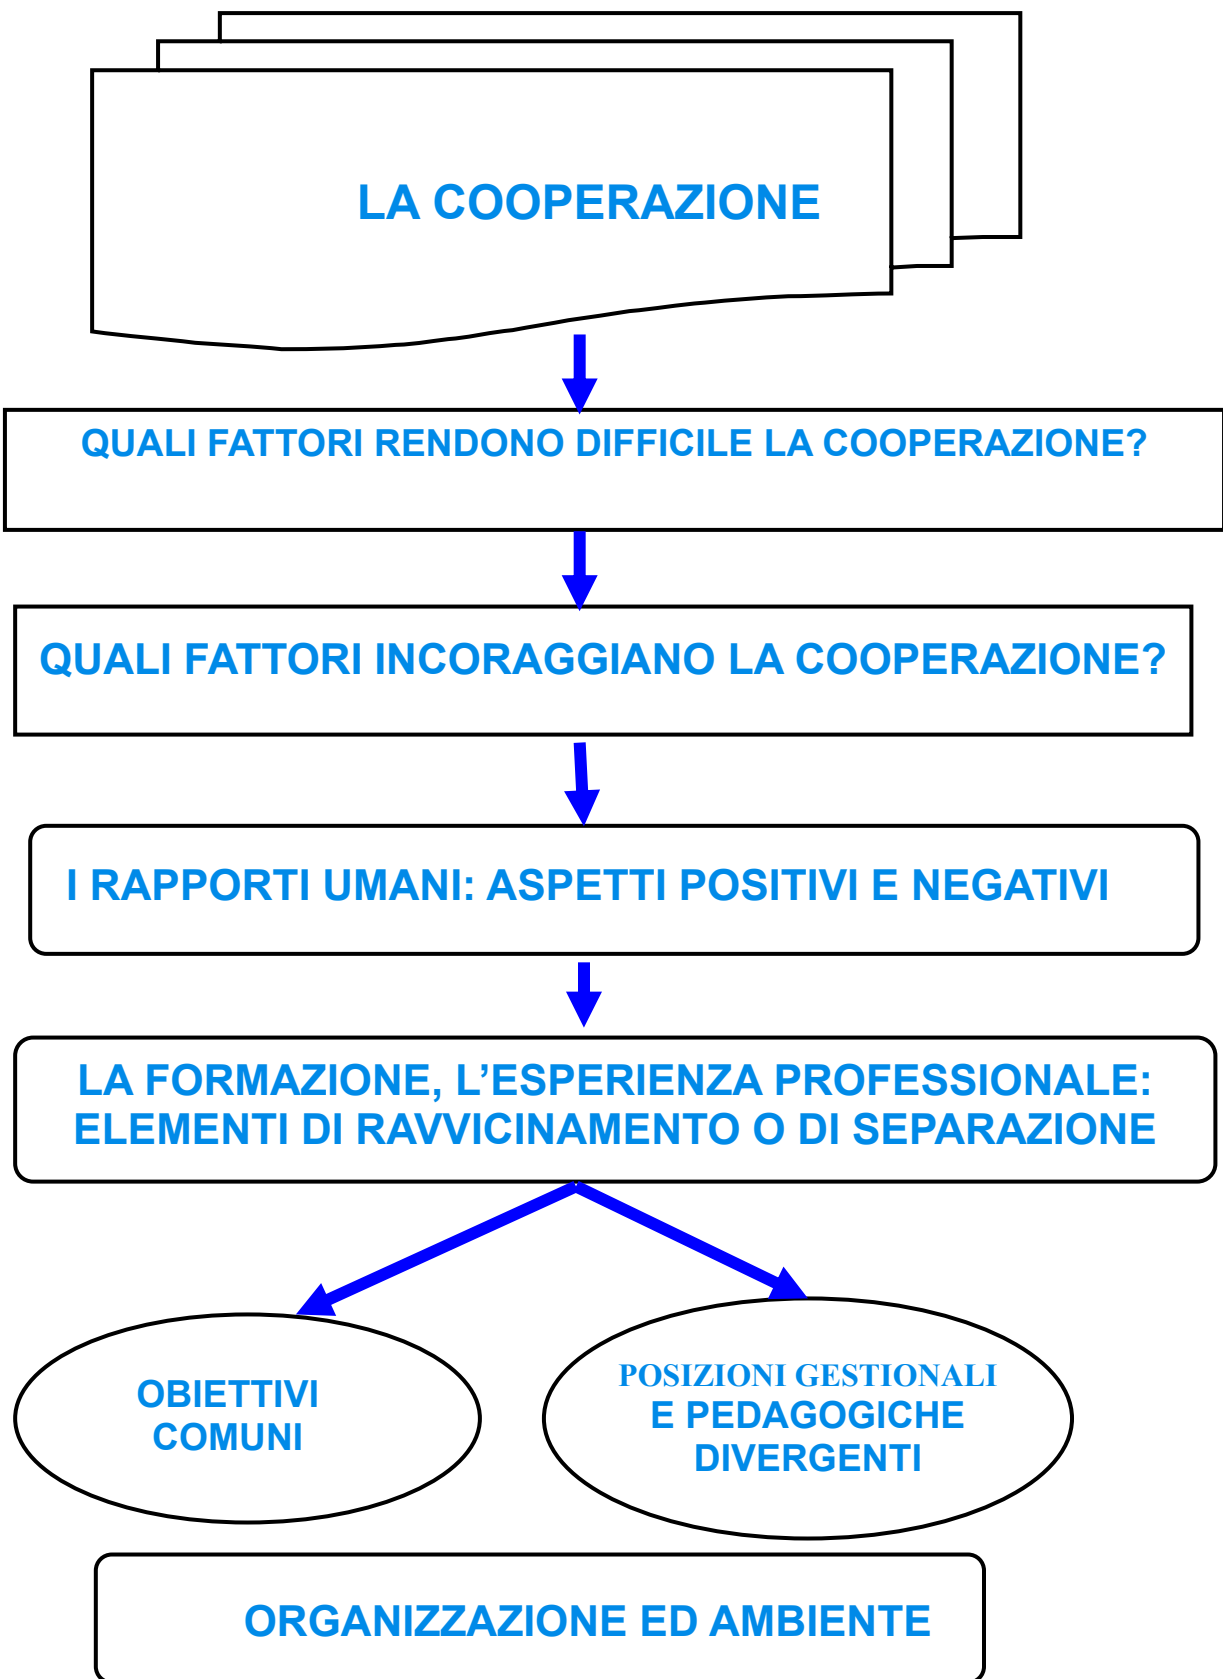 LA COOPERAZIONE
QUALI FATTORI RENDONO DIFFICILE LA COOPERAZIONE?
QUALI FATTORI INCORAGGIANO LA COOPERAZIONE?
I RAPPORTI UMANI: ASPETTI POSITIVI E NEGATIVI
LA FORMAZIONE, L’ESPERIENZA PROFESSIONALE:
ELEMENTI DI RAVVICINAMENTO O DI SEPARAZIONE
OBIETTIVI
COMUNI
POSIZIONI GESTIONALI
E PEDAGOGICHE
DIVERGENTI
ORGANIZZAZIONE ED AMBIENTE